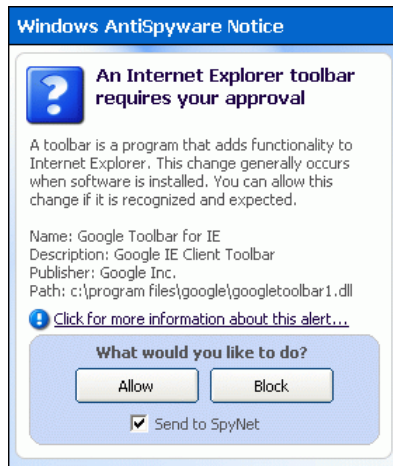 Windows AntiSpyware Notice
?
An Internet Explorer toolbar
requires your approval
A toolbar is a program that adds functionality to
Internet Explorer. This change generally occurs
when software is installed. You can allow this
change if it is recognized and expected.
Name: Google Toolbar for IE
Description: Google IE Client Toolbar
Publisher: Google Inc.
Path: c:\program files\google\googletoolbar1.dll
Click for more information about this alert...
What would you like to do?
Allow Block
Send to SpyNet